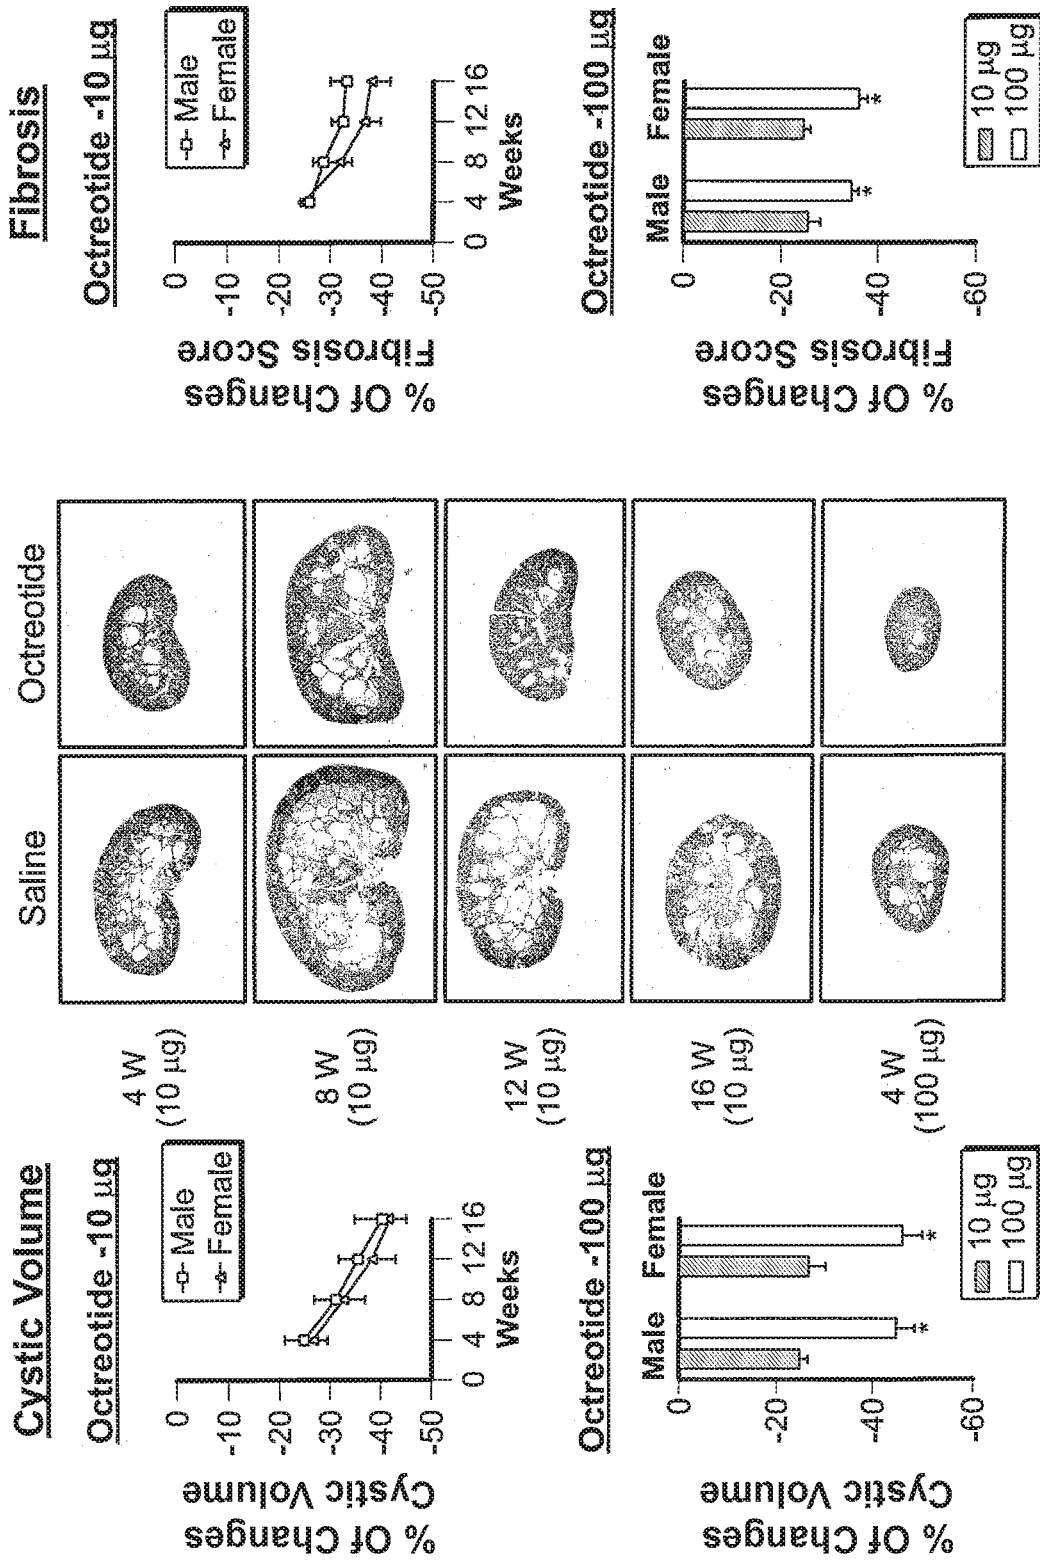 Cystic Volume
Octreotide -10 µg
% Of Changes
Cystic Volume
0
-10
-20
-30
-40
-50
Male
Female
0 4 8 12 16
Weeks
Octreotide -100 µg
% Of Changes
Cystic Volume
0
-20
-40
-60
Male Female
*
*
10 µg
100 µg
Saline Octreotide
4 W
(10 µg)
8 W
(10 µg)
12 W
(10 µg)
16 W
(10 µg)
4 W
(100 µg)
Fibrosis
Octreotide -10 µg
% Of Changes
Fibrosis Score
0
-10
-20
-30
-40
-50
Male
Female
0 4 8 12 16
Weeks
Octreotide -100 µg
% Of Changes
Fibrosis Score
0
-20
-40
-60
Male Female
*
*
10 µg
100 µg